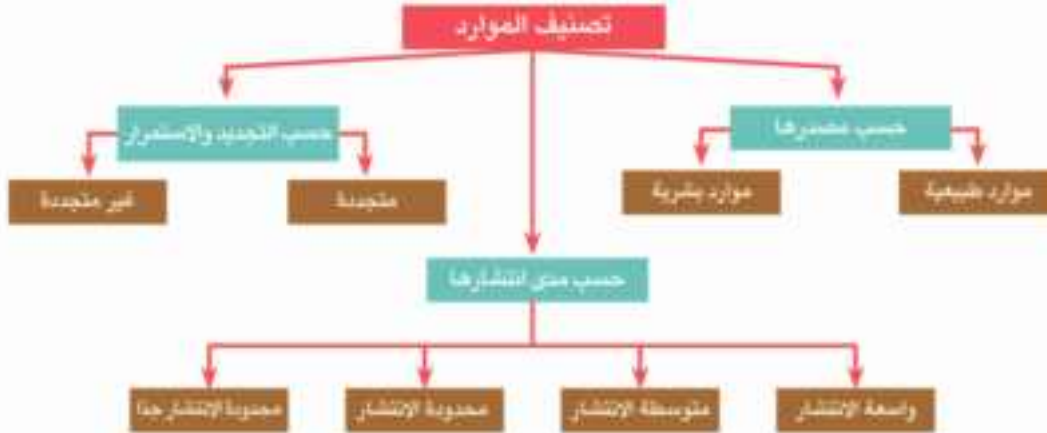 تصنيف الموارد
حسب مصدرها
حسب التجديد والاستمرار
موارد طبيعية
موارد بشرية
متجددة
غير متجددة
حسب مدى انتشارها
واسعة الانتشار
متوسطة الانتشار
محدودة الانتشار
محدودة الانتشار جدا